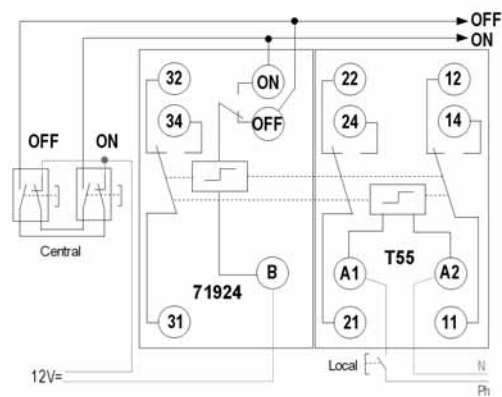 OFF
ON
32
ON
22
12
34
OFF
24
14
OFF
ON
Central
T55
B
A1
A2
71924
31
21
11
Local
N
12V=
Ph